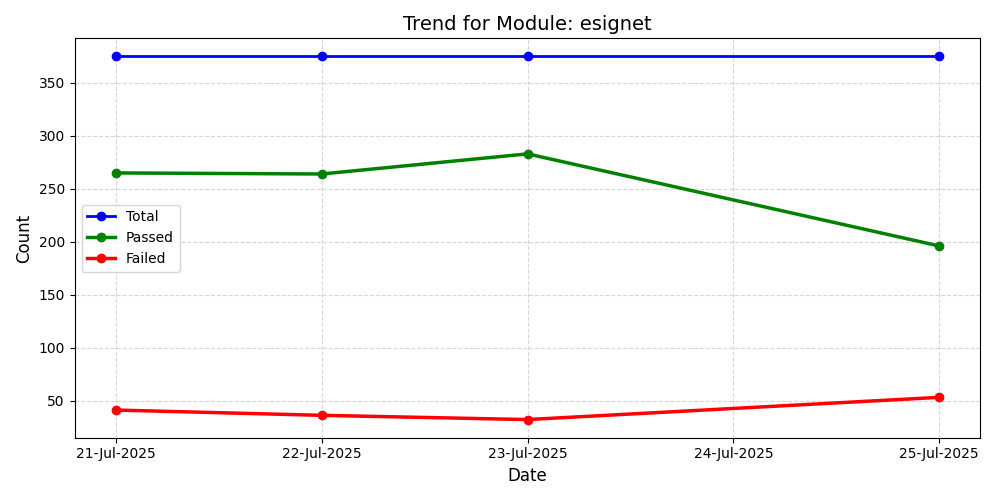 Trend for Module: esignet
Count
350
300
250
200
150
100
50
Total
Passed
Failed
21-Jul-2025 22-Jul-2025 23-Jul-2025 24-Jul-2025 25-Jul-2025
Date